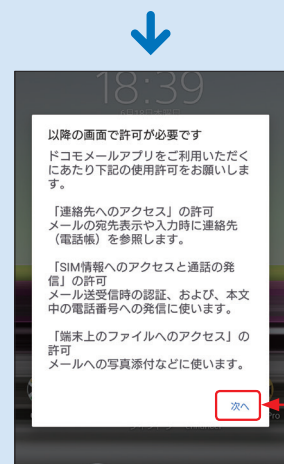 18:39
以降の画面で許可が必要です
ドコモメールアプリをご利用いただく
にあたり下記の使用許可をお願いしま
す。
「連絡先へのアクセス」の許可
メールの宛先表示や入力時に連絡先
（電話帳）を参照します。
「SIM情報へのアクセスと通話の発
信」の許可
メール送受信時の認証、および、本文
中の電話番号への発信に使います。
「端末上のファイルへのアクセス」の
許可
メールへの写真添付などに使います。
次へ
Pro